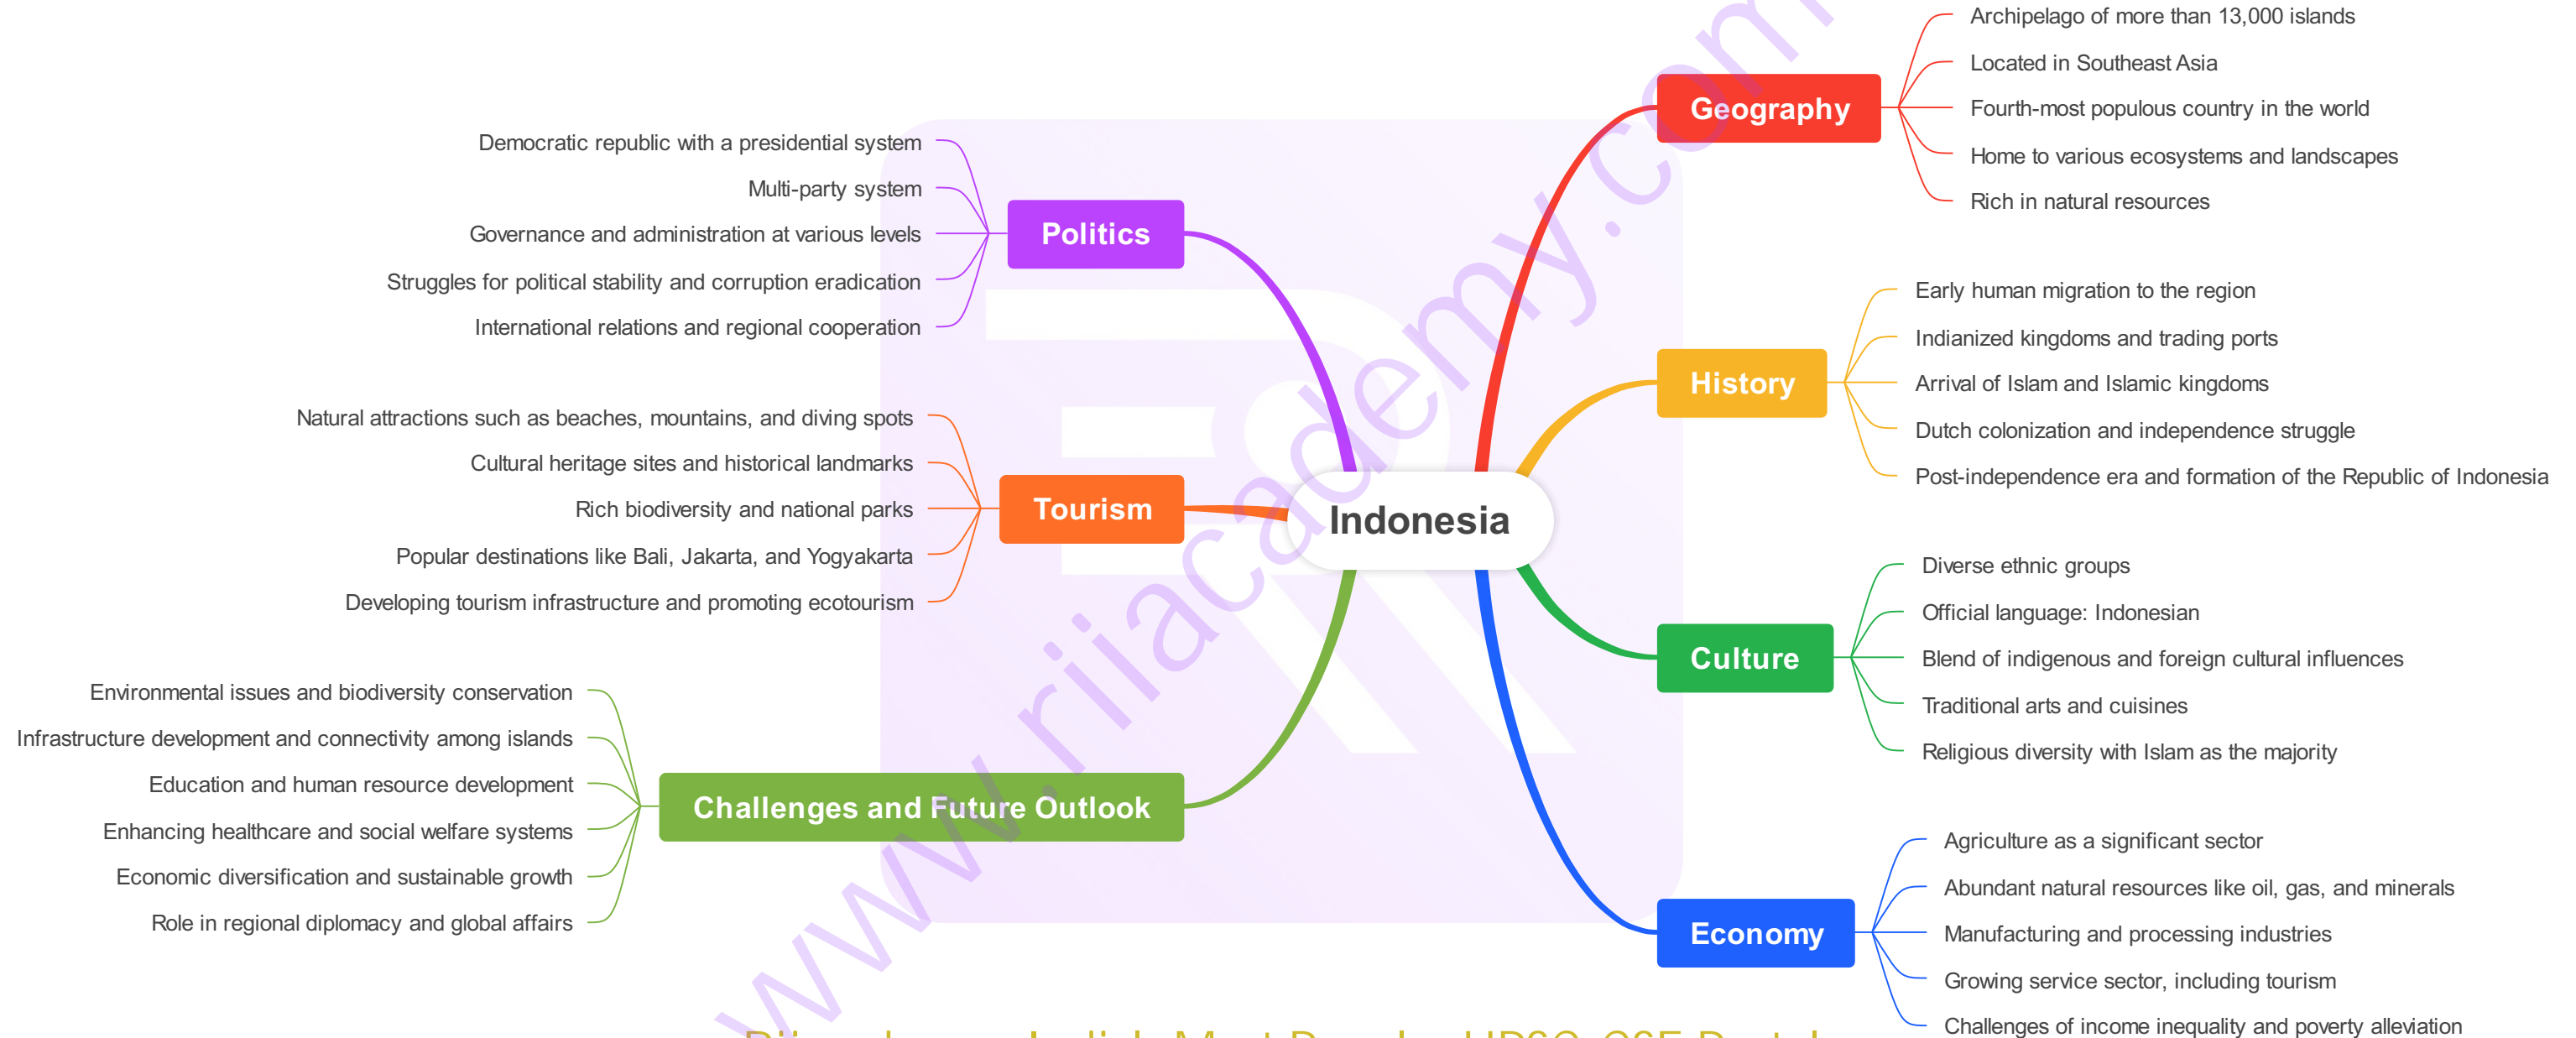 Indonesia
Geography
Archipelago of more than 13,000 islands
Located in Southeast Asia
Fourth-most populous country in the world
Home to various ecosystems and landscapes
Rich in natural resources
History
Early human migration to the region
Indianized kingdoms and trading ports
Arrival of Islam and Islamic kingdoms
Dutch colonization and independence struggle
Post-independence era and formation of the Republic of Indonesia
Culture
Diverse ethnic groups
Official language: Indonesian
Blend of indigenous and foreign cultural influences
Traditional arts and cuisines
Religious diversity with Islam as the majority
Economy
Agriculture as a significant sector
Abundant natural resources like oil, gas, and minerals
Manufacturing and processing industries
Growing service sector, including tourism
Challenges of income inequality and poverty alleviation
Politics
Democratic republic with a presidential system
Multi-party system
Governance and administration at various levels
Struggles for political stability and corruption eradication
International relations and regional cooperation
Tourism
Natural attractions such as beaches, mountains, and diving spots
Cultural heritage sites and historical landmarks
Rich biodiversity and national parks
Popular destinations like Bali, Jakarta, and Yogyakarta
Developing tourism infrastructure and promoting ecotourism
Challenges and Future Outlook
Environmental issues and biodiversity conservation
Infrastructure development and connectivity among islands
Education and human resource development
Enhancing healthcare and social welfare systems
Economic diversification and sustainable growth
Role in regional diplomacy and global affairs
www.rijacademy.com